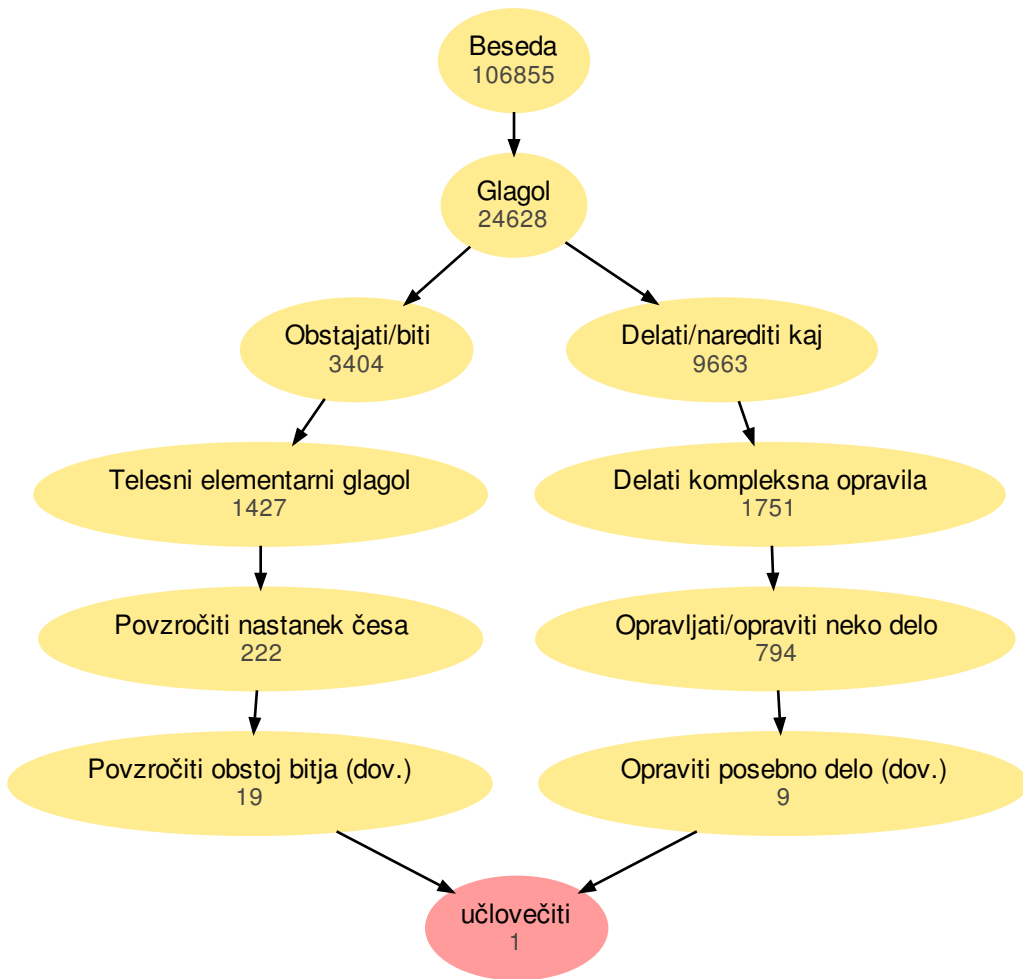 Beseda
106855
Glagol
24628
Obstajati/biti
3404
Delati/narediti kaj
9663
Telesni elementarni glagol
1427
Delati kompleksna opravila
1751
Povzročiti nastanek česa
222
Opravljati/opraviti neko delo
794
Povzročiti obstoj bitja (dov.)
19
Opraviti posebno delo (dov.)
9
učlovečiti
1